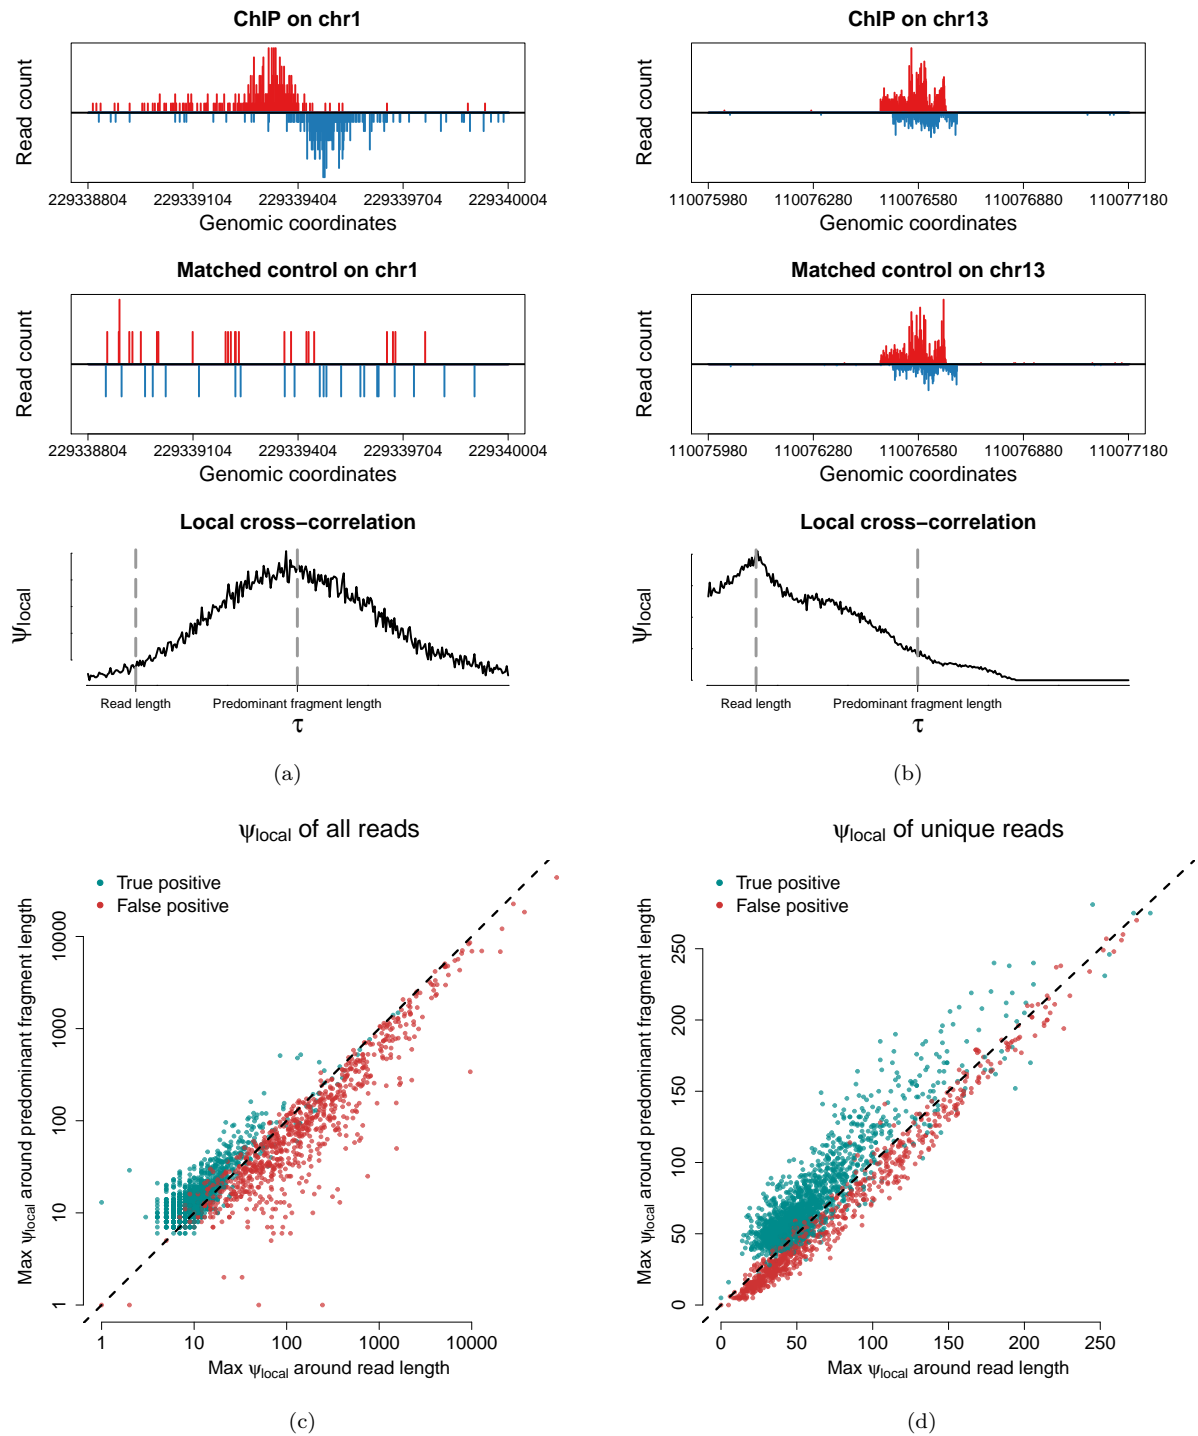 ChIP on chr1
Read count
229338804 229339104 229339404 229339704 229340004
Genomic coordinates
Matched control on chr1
Read count
229338804 229339104 229339404 229339704 229340004
Genomic coordinates
Local cross−correlation
ψlocal
Read length Predominant fragment length
τ
(a)
ChIP on chr13
Read count
110075980 110076280 110076580 110076880 110077180
Genomic coordinates
Matched control on chr13
Read count
110075980 110076280 110076580 110076880 110077180
Genomic coordinates
Local cross−correlation
ψlocal
Read length Predominant fragment length
τ
(b)
ψlocal of all reads
True positive
False positive
Max ψlocal around predominant fragment length
10000
1000
100
10
1
1 10 100 1000 10000
Max ψlocal around read length
(c)
ψlocal of unique reads
True positive
False positive
Max ψlocal around predominant fragment length
250
200
150
100
50
0
0 50 100 150 200 250
Max ψlocal around read length
(d)